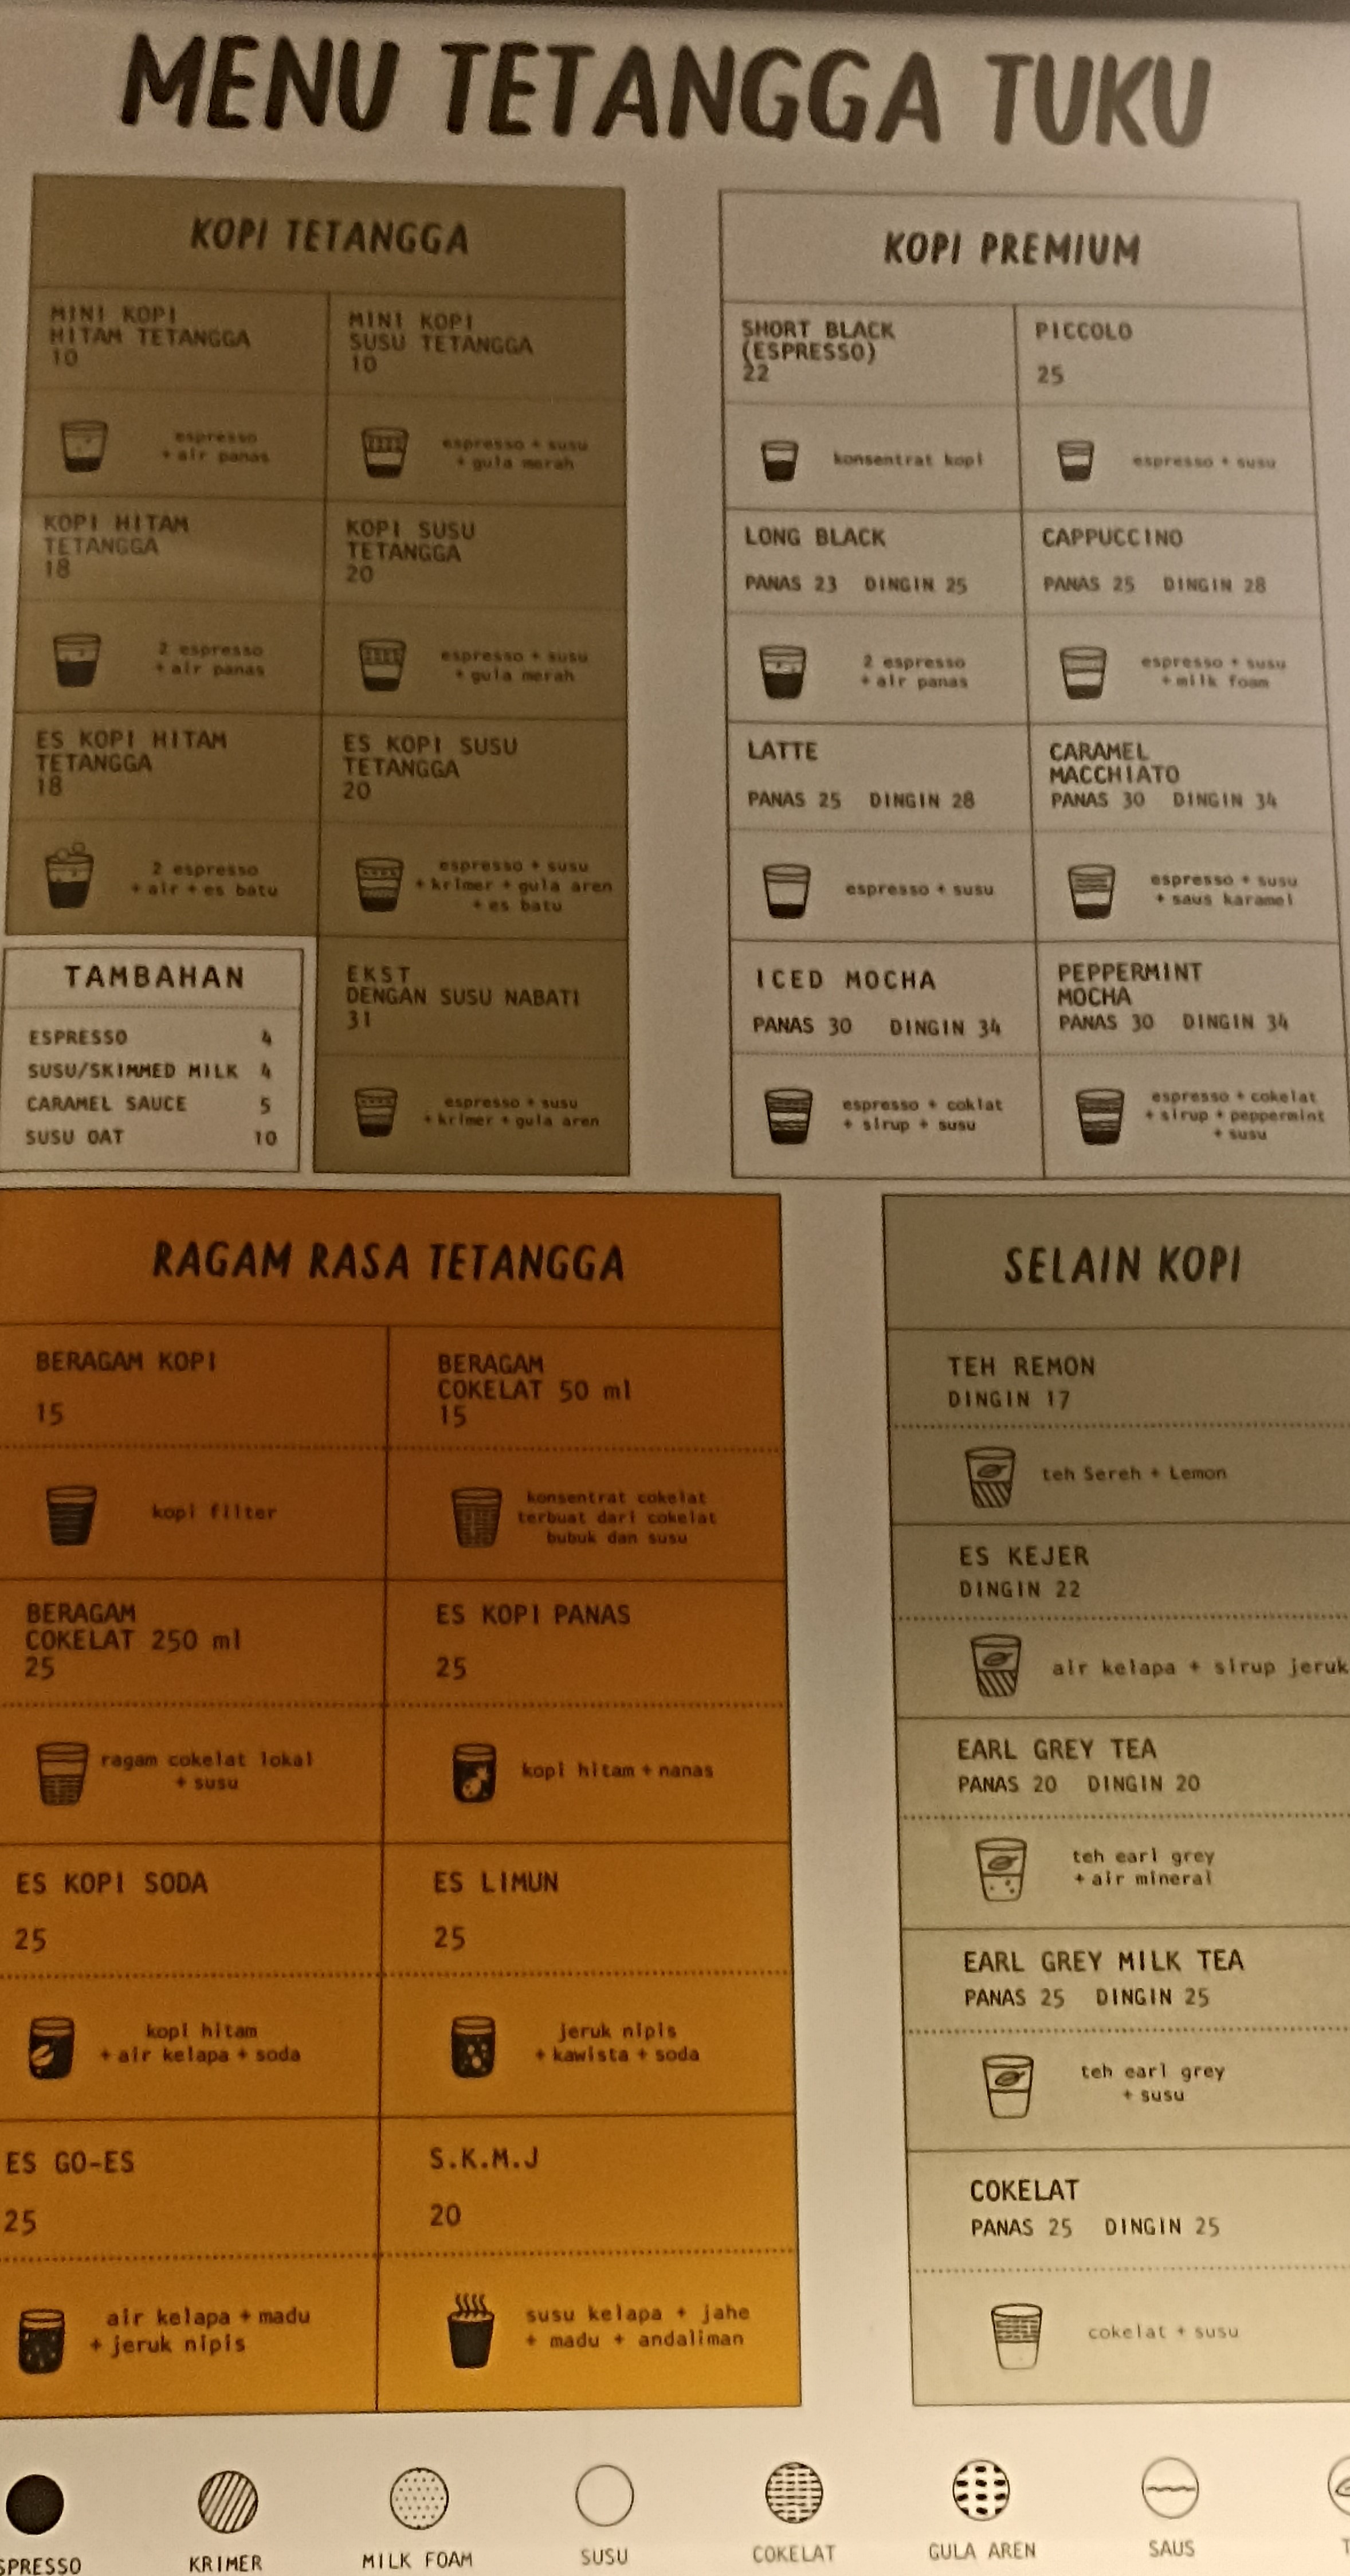 MENU TETANGGA TUKU
KOPI TETANGGA
MINI KOPI
HITAM TETANGGA
10
espresso
+ air panas
MINI KOPI
SUSU TETANGGA
10
espresso + susu
+ gula merah
KOPI HITAM
TETANGGA
18
2 espresso
+ air panas
KOPI SUSU
TETANGGA
20
espresso + susu
+ gula merah
ES KOPI HITAM
TETANGGA
18
2 espresso
+ air + es batu
ES KOPI SUSU
TETANGGA
20
espresso + susu
+ krimer + gula aren
+ es batu
EKST
DENGAN SUSU NABATI
31
espresso + susu
+ krimer + gula aren
TAMBAHAN
ESPRESSO 4
SUSU/SKIMMED MILK 4
CARAMEL SAUCE 5
SUSU OAT 10
KOPI PREMIUM
SHORT BLACK
(ESPRESSO)
22
konsentrat kopi
PICCOLO
25
espresso + susu
LONG BLACK
PANAS 23 DINGIN 25
2 espresso
+ air panas
CAPPUCCINO
PANAS 25 DINGIN 28
espresso + susu
+ milk foam
LATTE
PANAS 25 DINGIN 28
espresso + susu
CARAMEL
MACCHIATO
PANAS 30 DINGIN 34
espresso + susu
+ saus karamel
ICED MOCHA
PANAS 30 DINGIN 34
espresso + coklat
+ sirup + susu
PEPPERMINT
MOCHA
PANAS 30 DINGIN 34
espresso + cokelat
+ sirup + peppermint
+ susu
RAGAM RASA TETANGGA
BERAGAM KOPI
15
kopi filter
BERAGAM
COKELAT 50 ml
15
konsentrat cokelat
terbuat dari cokelat
bubuk dan susu
BERAGAM
COKELAT 250 ml
25
ragam cokelat lokal
+ susu
ES KOPI PANAS
25
kopi hitam + nanas
ES KOPI SODA
25
kopi hitam
+ air kelapa + soda
ES LIMUN
25
jeruk nipis
+ kawista + soda
ES GO-ES
25
air kelapa + madu
+ jeruk nipis
S.K.M.J
20
susu kelapa + jahe
+ madu + andaliman
SELAIN KOPI
TEH REMON
DINGIN 17
teh Sereh + Lemon
ES KEJER
DINGIN 22
air kelapa + sirup jeruk
EARL GREY TEA
PANAS 20 DINGIN 20
teh earl grey
+ air mineral
EARL GREY MILK TEA
PANAS 25 DINGIN 25
teh earl grey
+ susu
COKELAT
PANAS 25 DINGIN 25
cokelat + susu
SPRESSO KRIMER MILK FOAM SUSU COKELAT GULA AREN SAUS